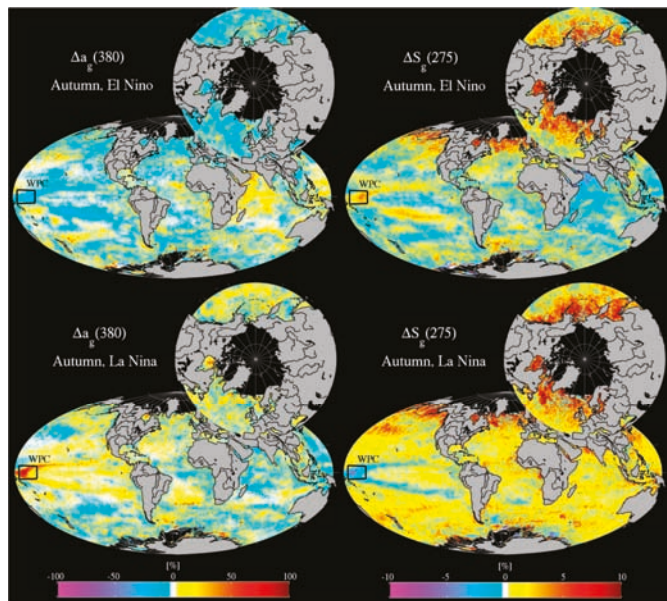 Δa_g(380)
Autumn, El Nino
ΔS_g(275)
Autumn, El Nino
WPC
WPC
Δa_g(380)
Autumn, La Nina
ΔS_g(275)
Autumn, La Nina
WPC
WPC
[%]
-100 -50 0 50 100
[%]
-10 -5 0 5 10